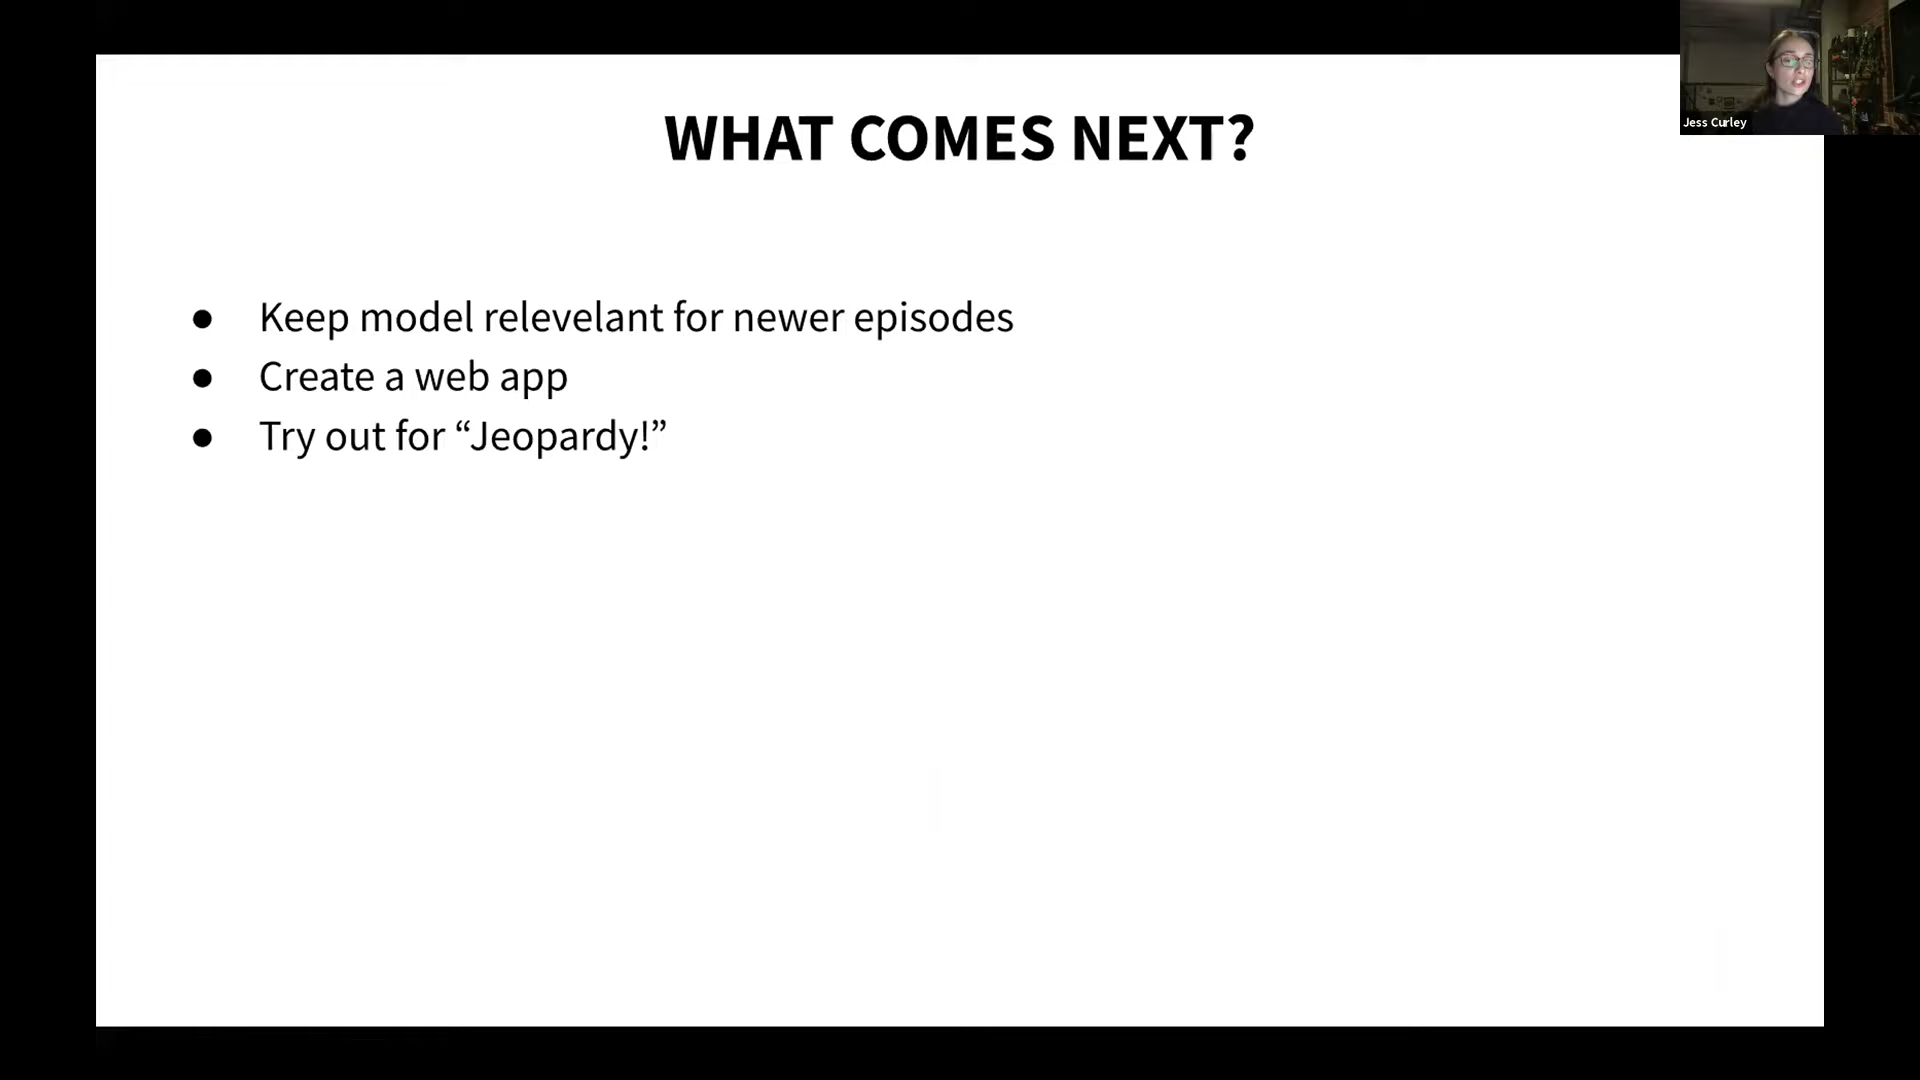 WHAT COMES NEXT?
Jess Curley
● Keep model relevelant for newer episodes
● Create a web app
● Try out for “Jeopardy!”